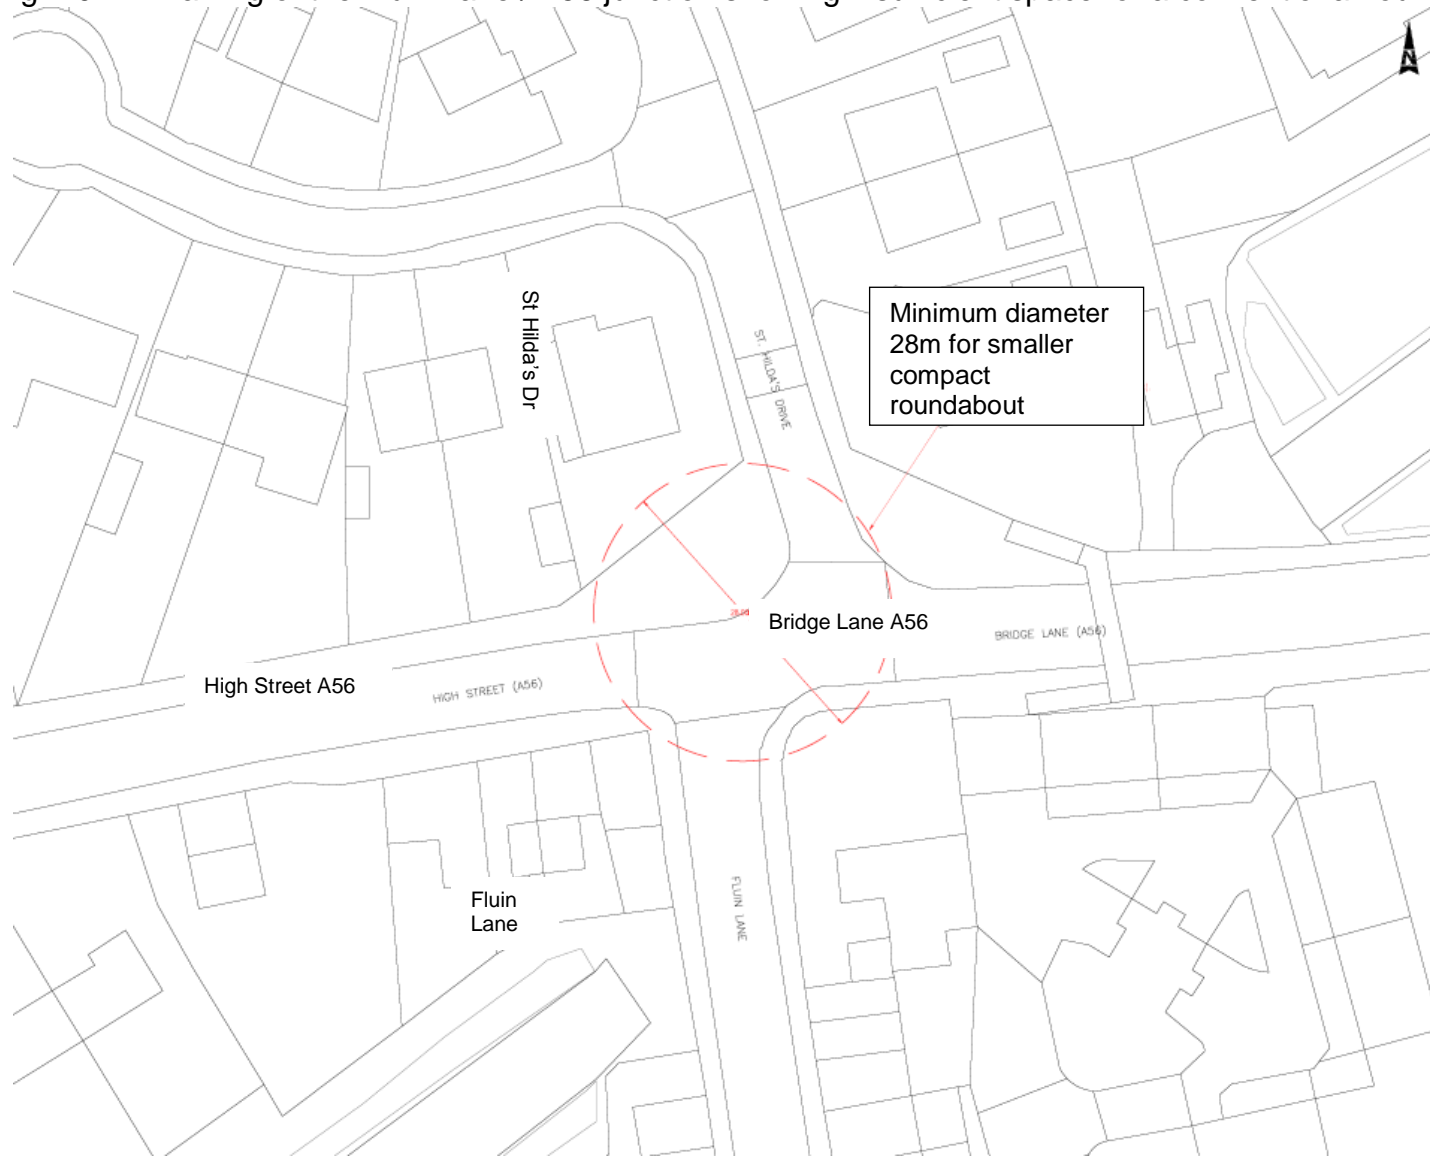 N
St Hilda's Dr
Minimum diameter
28m for smaller
compact
roundabout
ST. HILDA'S DRIVE
Bridge Lane A56
BRIDGE LANE (A56)
High Street A56
HIGH STREET (A56)
Fluin
Lane
FLUIN LANE